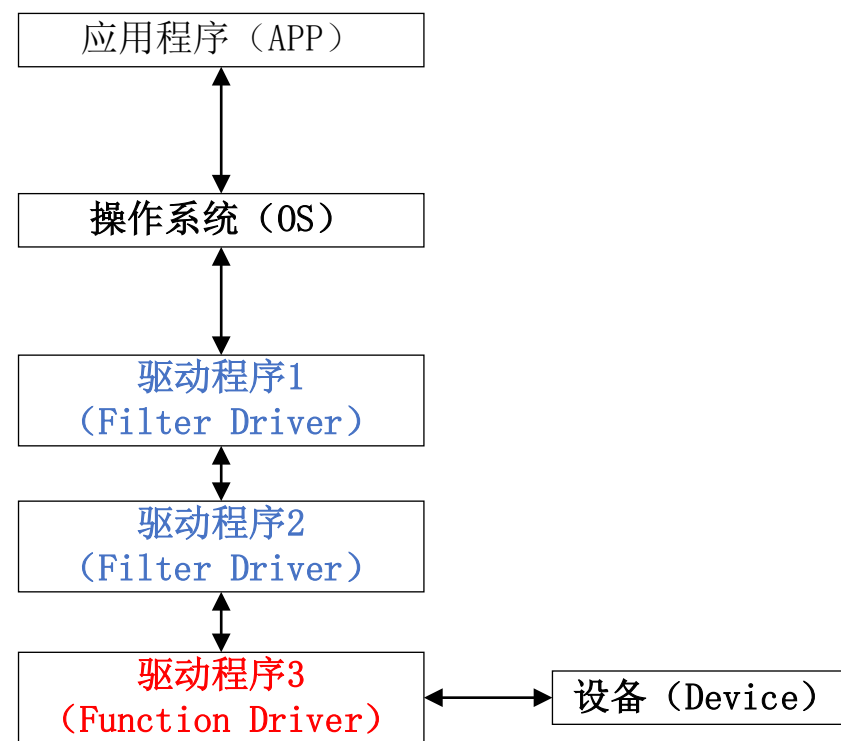 应用程序（APP）
操作系统（OS）
驱动程序1
（Filter Driver）
驱动程序2
（Filter Driver）
驱动程序3
（Function Driver）
设备（Device）